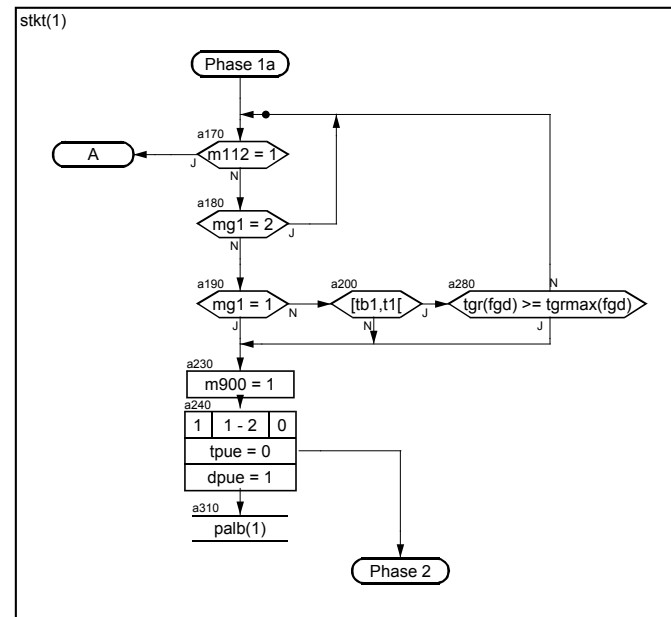 stkt(1)
Phase 1a
a170
A
J
m112 = 1
N
a180
mg1 = 2
J
N
a190
a200
a280
N
mg1 = 1
N
[tb1,t1[
J
tgr(fgd) >= tgrmax(fgd)
J
N
J
a230
m900 = 1
a240
1
1 - 2
0
tpue = 0
dpue = 1
a310
palb(1)
Phase 2